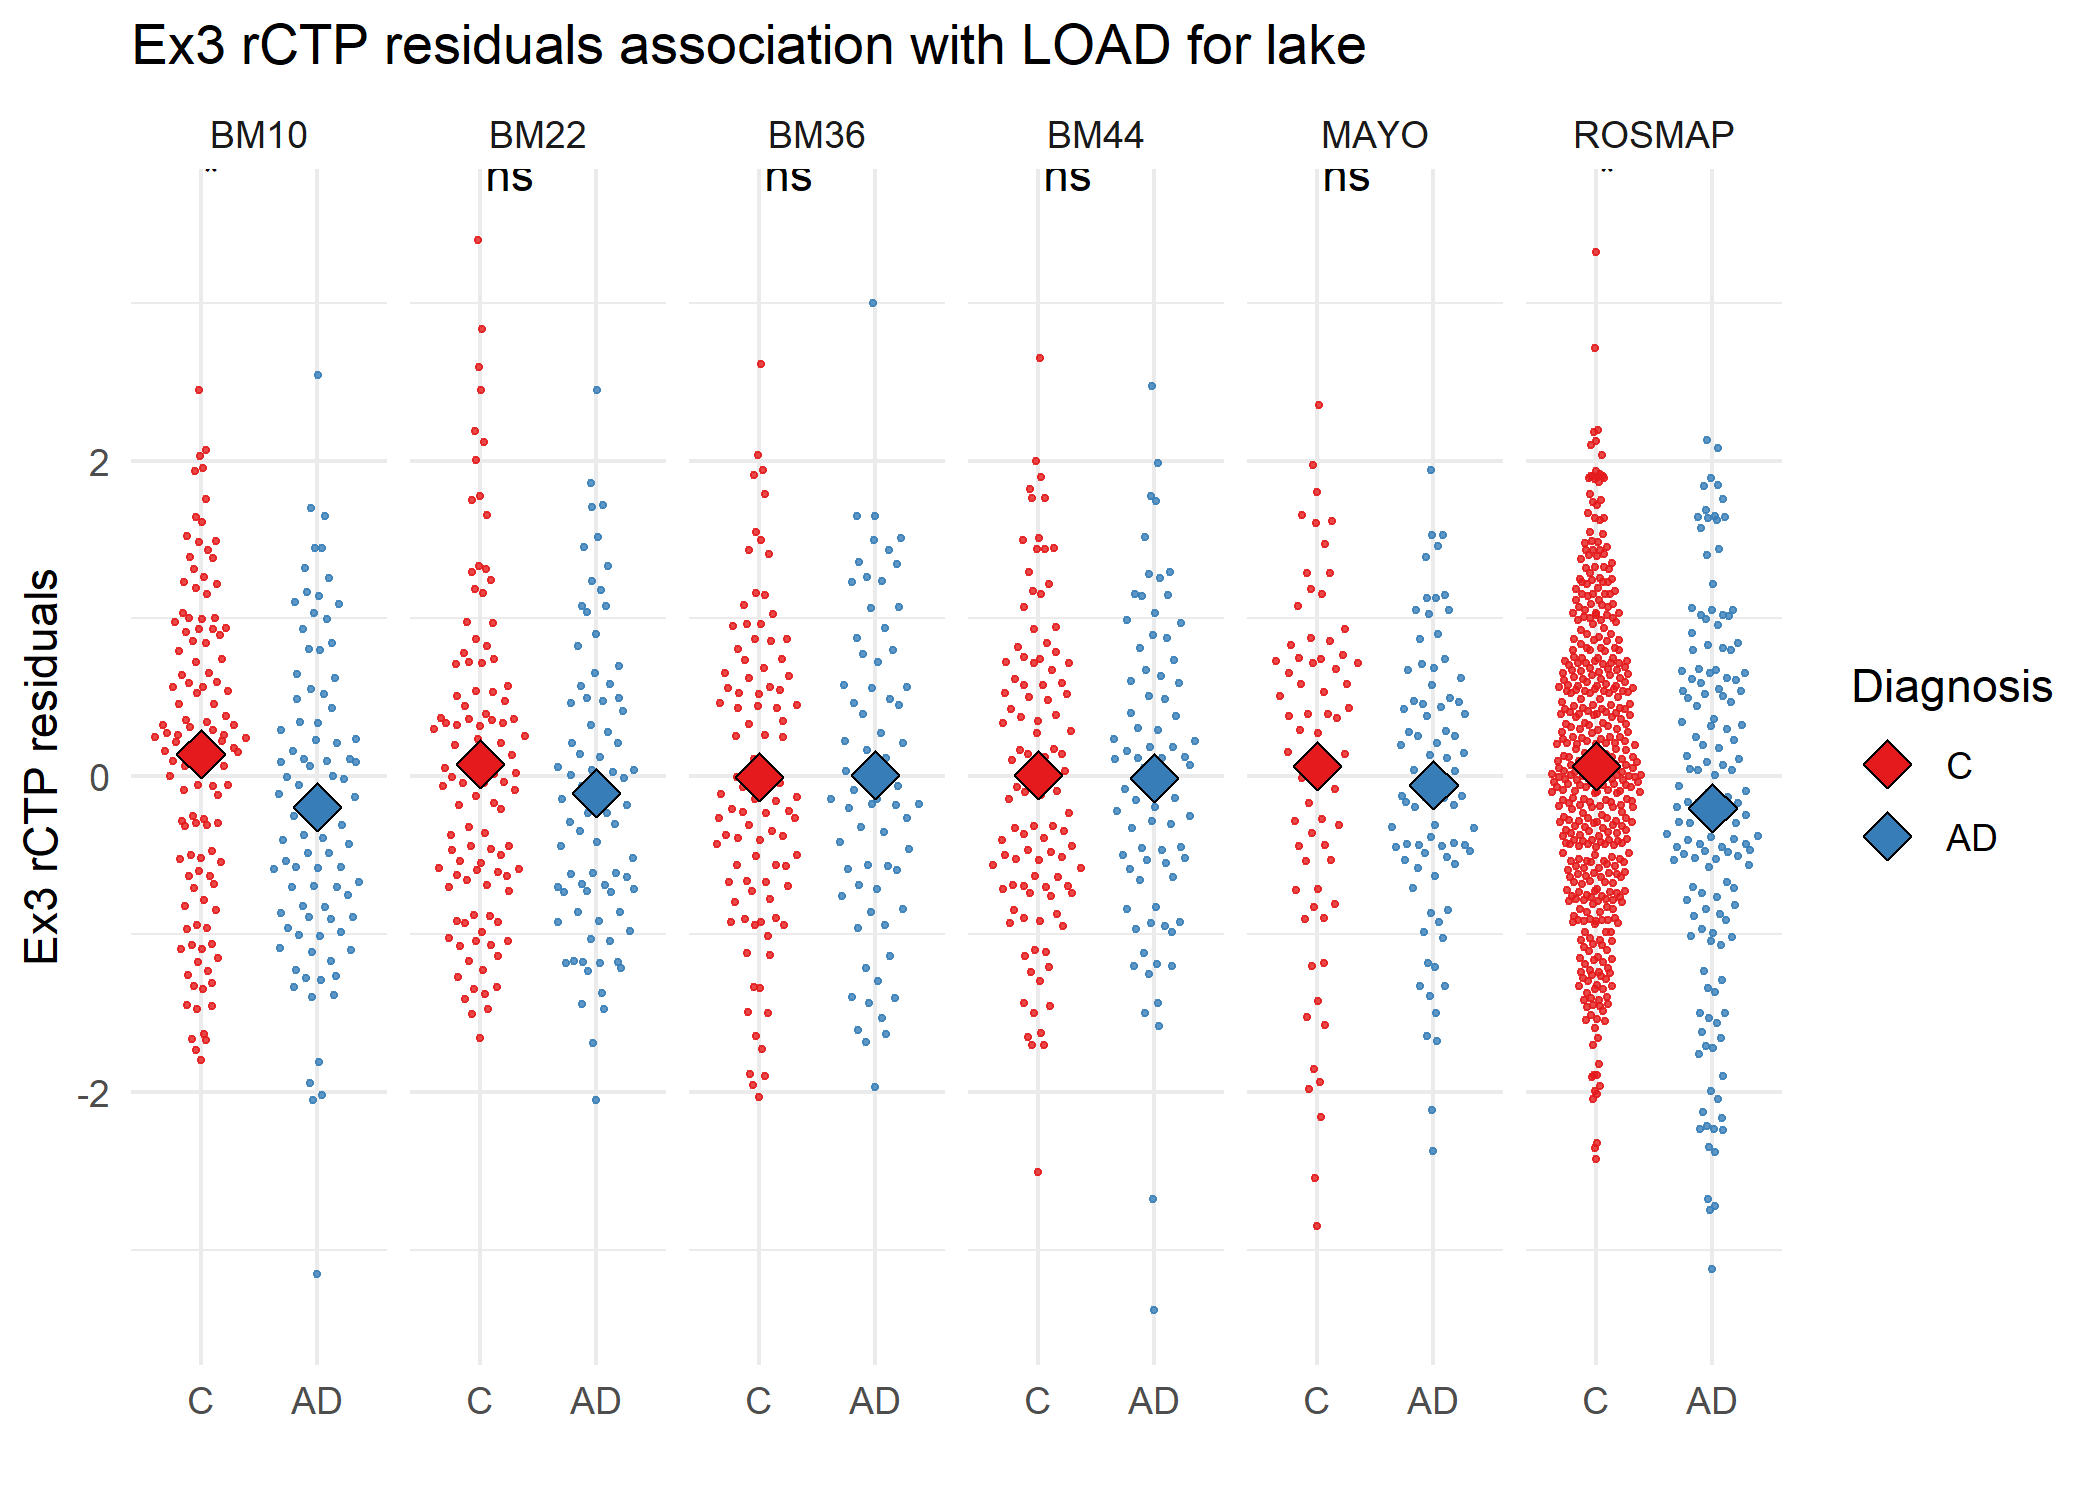 Ex3 rCTP residuals association with LOAD for lake
BM10 BM22 BM36 BM44 MAYO ROSMAP
* ns ns ns ns *
Ex3 rCTP residuals
2
0
-2
C AD C AD C AD C AD C AD C AD
Diagnosis
C
AD